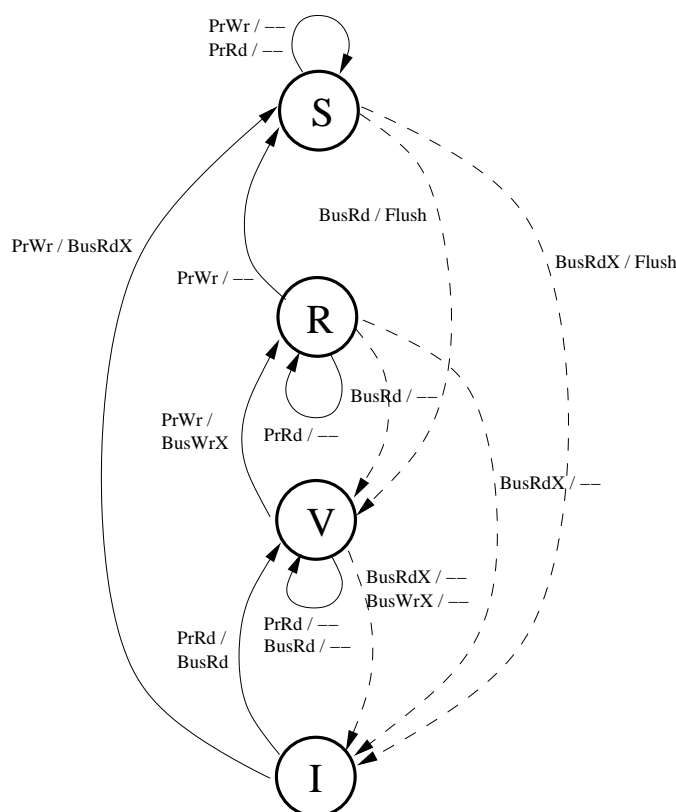 PrWr / −−
PrRd / −−
S
BusRd / Flush
PrWr / BusRdX
BusRdX / Flush
PrWr / −−
R
BusRd / −−
PrWr /
BusWrX
PrRd / −−
BusRdX / −−
V
BusRdX / −−
BusWrX / −−
PrRd / −−
BusRd / −−
PrRd /
BusRd
I